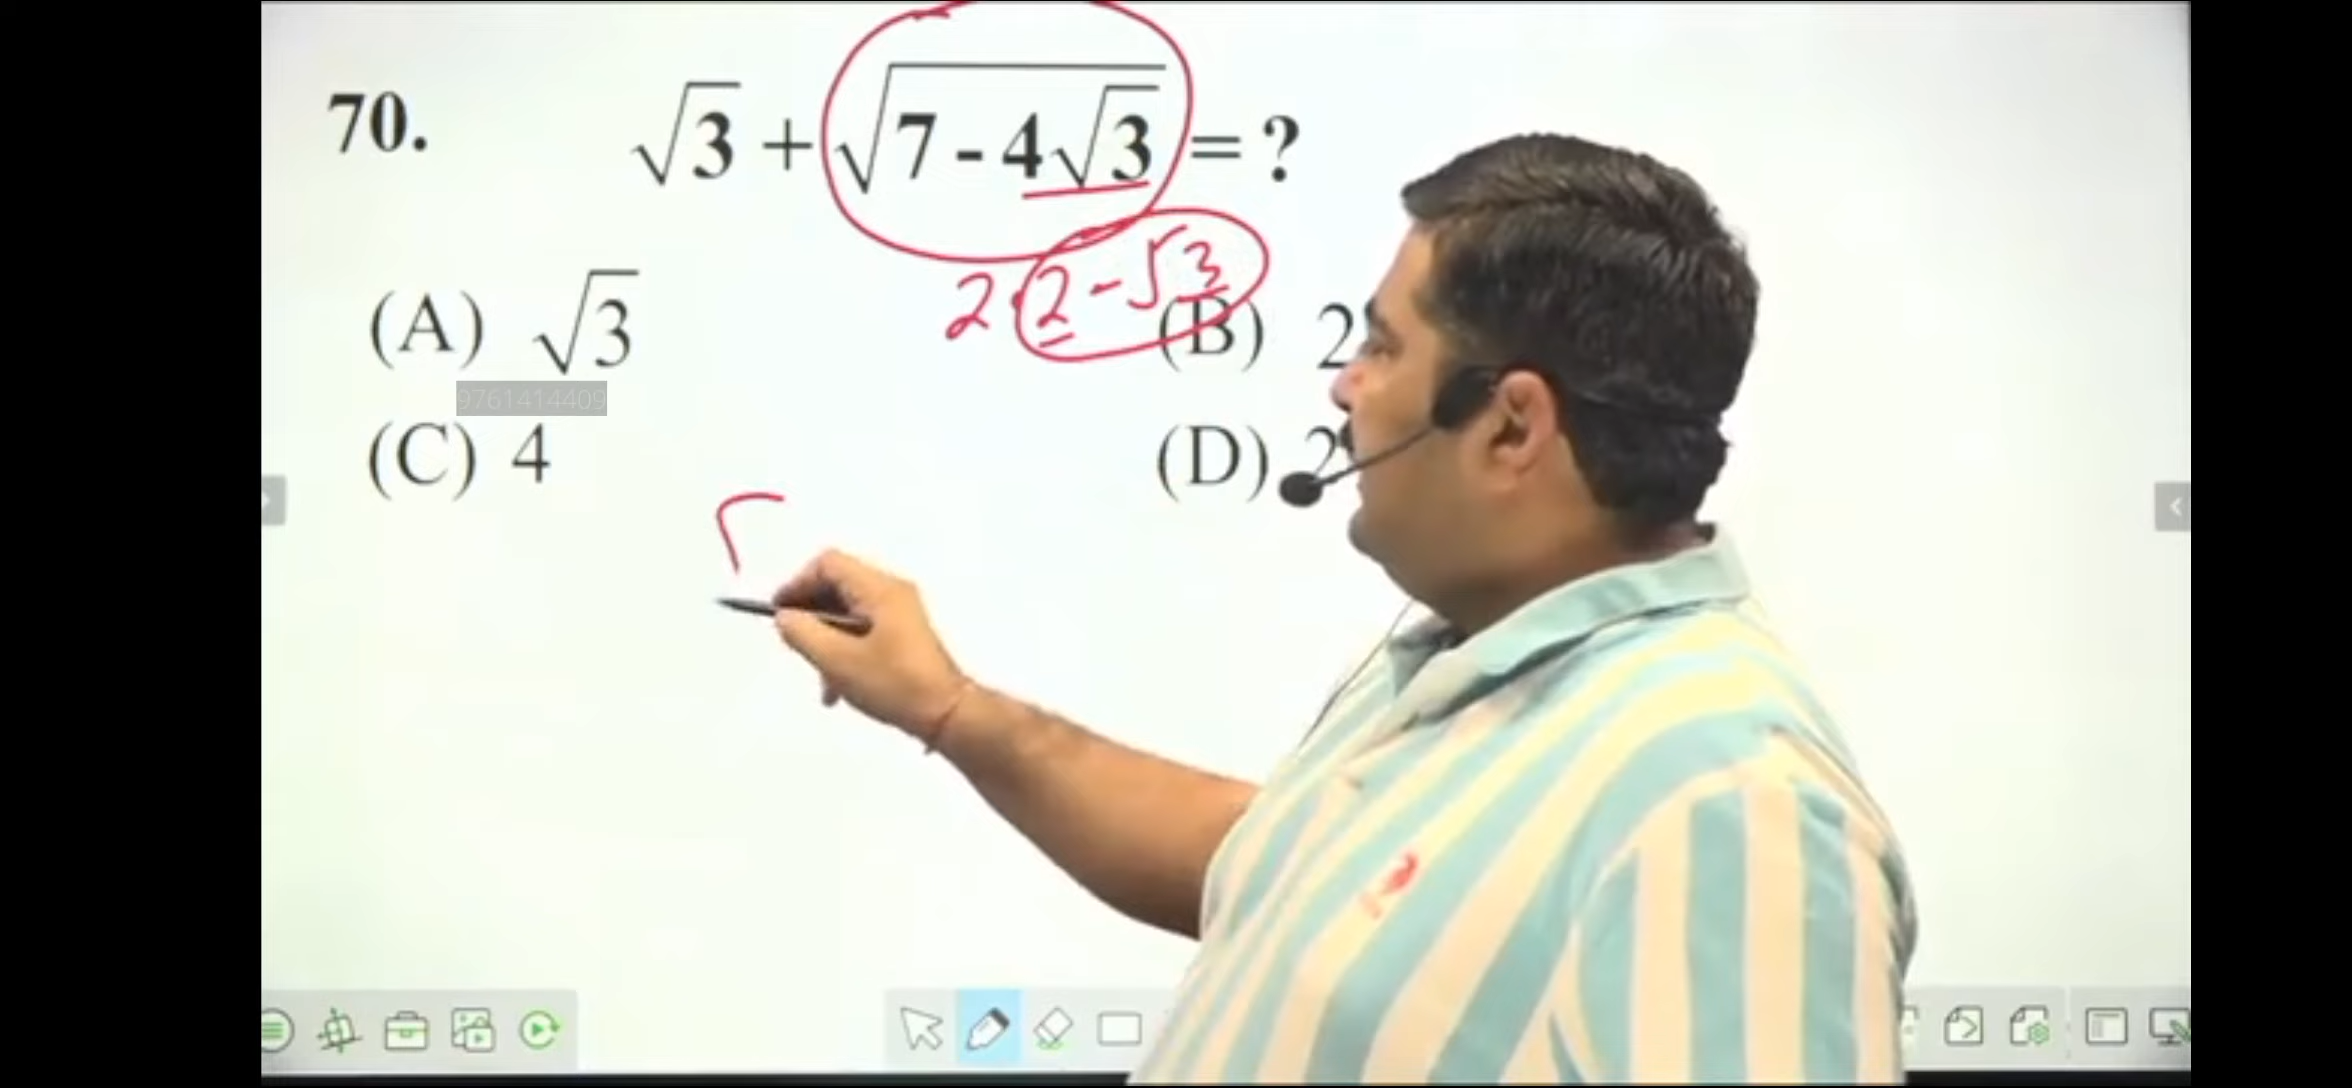 70. √3 + √(7 - 4√3) = ?
2·2 - √3
(A) √3 (B) 2
9761414409
(C) 4 (D) 2